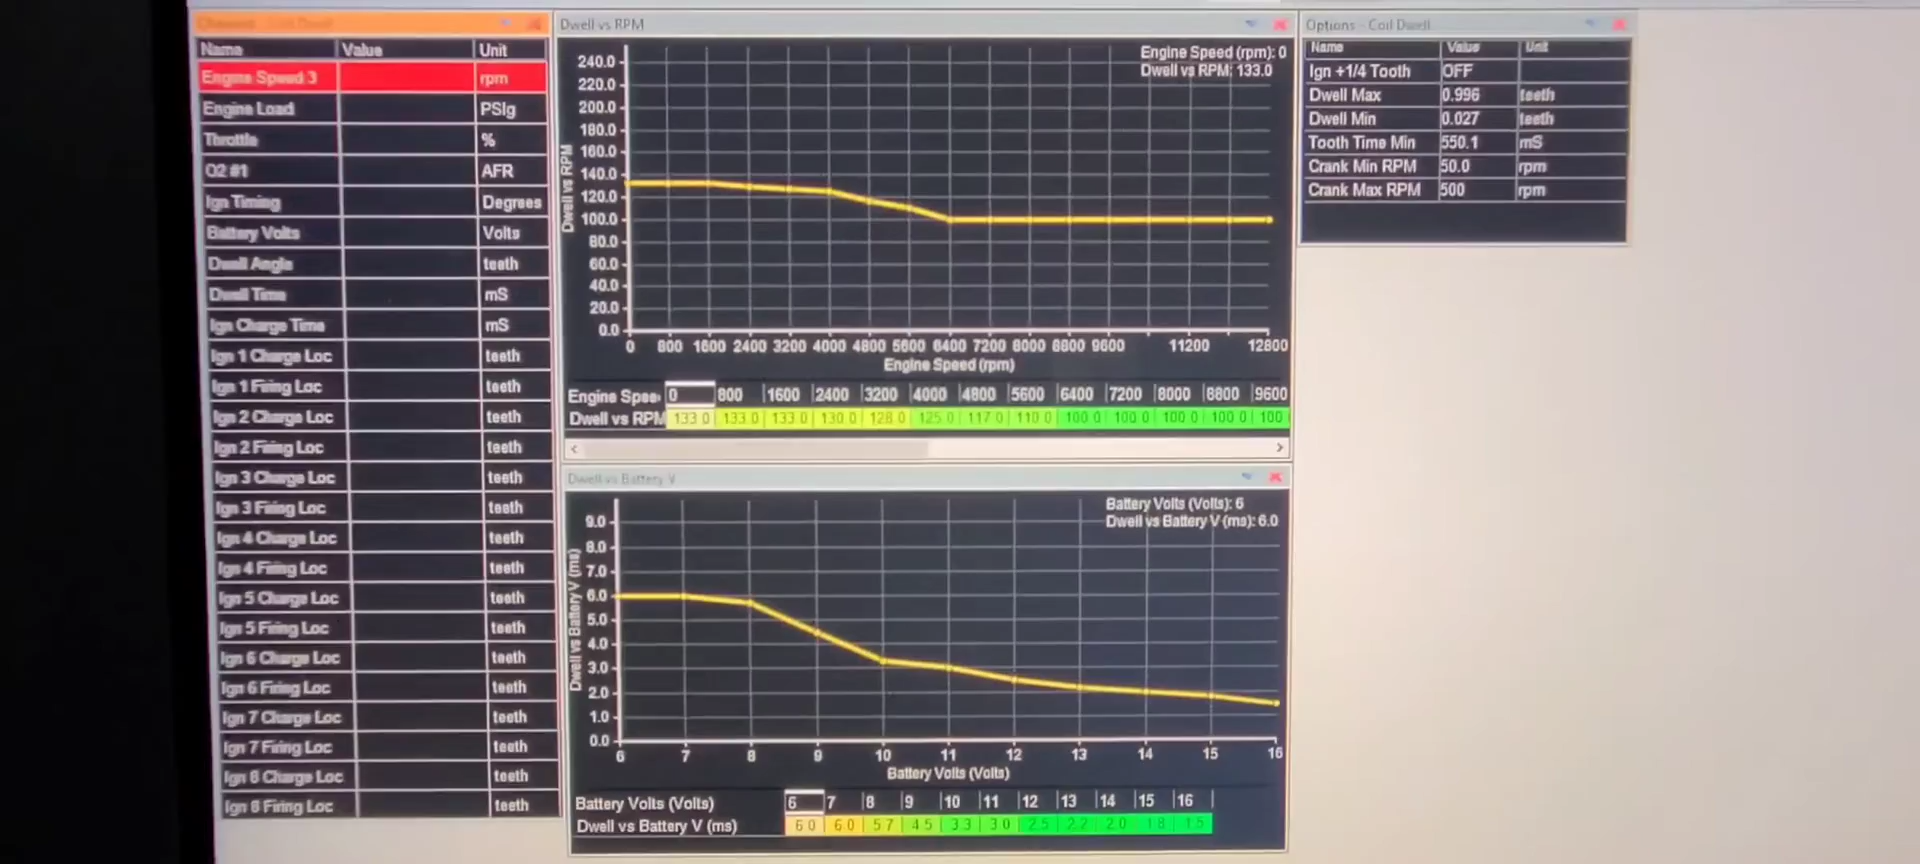 Name Value Unit
Engine Speed 3 rpm
Engine Load PSIg
Throttle %
O2 #1 AFR
Ign Timing Degrees
Battery Volts Volts
Dwell Angle teeth
Dwell Time mS
Ign Charge Time mS
Ign 1 Charge Loc teeth
Ign 1 Firing Loc teeth
Ign 2 Charge Loc teeth
Ign 2 Firing Loc teeth
Ign 3 Charge Loc teeth
Ign 3 Firing Loc teeth
Ign 4 Charge Loc teeth
Ign 4 Firing Loc teeth
Ign 5 Charge Loc teeth
Ign 5 Firing Loc teeth
Ign 6 Charge Loc teeth
Ign 6 Firing Loc teeth
Ign 7 Charge Loc teeth
Ign 7 Firing Loc teeth
Ign 8 Charge Loc teeth
Ign 8 Firing Loc teeth
Dwell vs RPM
Engine Speed (rpm): 0
Dwell vs RPM: 133.0
Dwell vs RPM
240.0
220.0
200.0
180.0
160.0
140.0
120.0
100.0
80.0
60.0
40.0
20.0
0.0
0 800 1600 2400 3200 4000 4800 5600 6400 7200 8000 8800 9600 11200 12800
Engine Speed (rpm)
Engine Spee 0 800 1600 2400 3200 4000 4800 5600 6400 7200 8000 8800 9600
Dwell vs RPM 133.0 133.0 133.0 130.0 128.0 125.0 117.0 110.0 100.0 100.0 100.0 100.0 100
Dwell vs Battery V
Battery Volts (Volts): 6
Dwell vs Battery V (ms): 6.0
Dwell vs Battery V (ms)
9.0
8.0
7.0
6.0
5.0
4.0
3.0
2.0
1.0
0.0
6 7 8 9 10 11 12 13 14 15 16
Battery Volts (Volts)
Battery Volts (Volts) 6 7 8 9 10 11 12 13 14 15 16
Dwell vs Battery V (ms) 6.0 6.0 5.7 4.5 3.3 3.0 2.5 2.2 2.0 1.8 1.5
Options - Coil Dwell
Name Value Unit
Ign +1/4 Tooth OFF
Dwell Max 0.996 teeth
Dwell Min 0.027 teeth
Tooth Time Min 550.1 mS
Crank Min RPM 50.0 rpm
Crank Max RPM 500 rpm